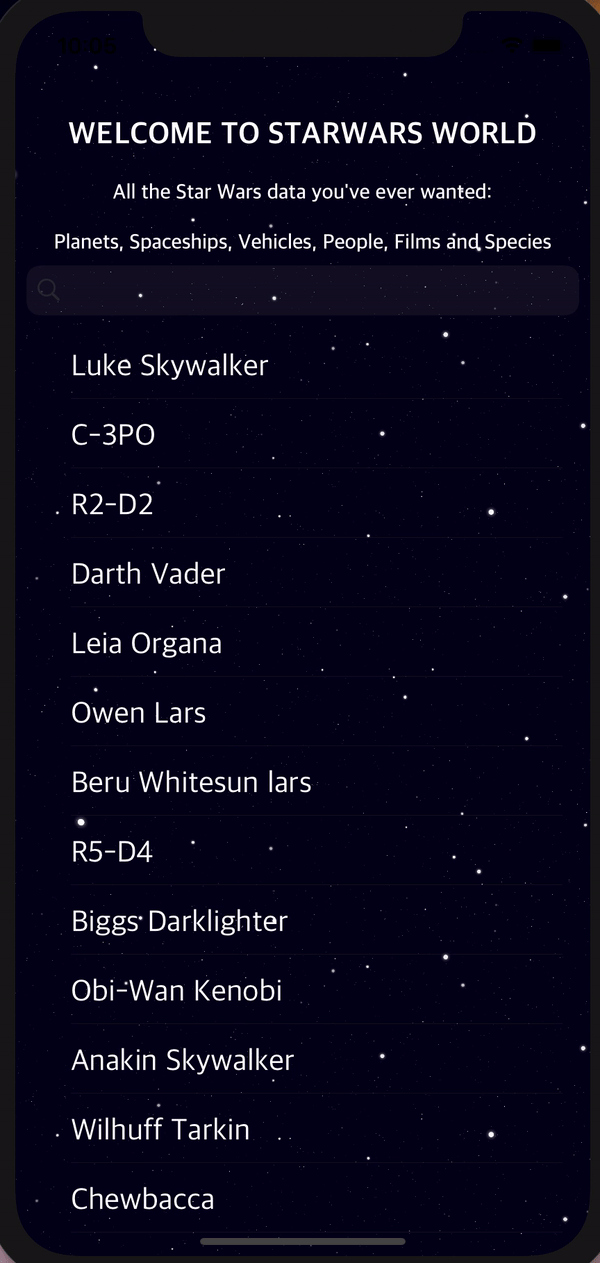 WELCOME TO STARWARS WORLD
All the Star Wars data you've ever wanted:
Planets, Spaceships, Vehicles, People, Films and Species
Luke Skywalker
C-3PO
R2-D2
Darth Vader
Leia Organa
Owen Lars
Beru Whitesun lars
R5-D4
Biggs Darklighter
Obi-Wan Kenobi
Anakin Skywalker
Wilhuff Tarkin
Chewbacca